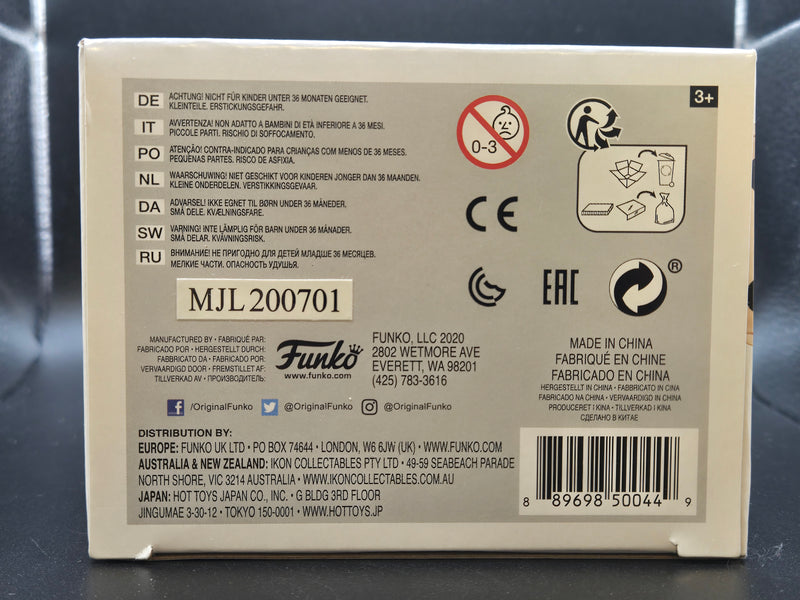 DE ACHTUNG! NICHT FÜR KINDER UNTER 36 MONATEN GEEIGNET.
KLEINTEILE. ERSTICKUNGSGEFAHR.
IT AVVERTENZA! NON ADATTO A BAMBINI DI ETÀ INFERIORE A 36 MESI.
PICCOLE PARTI. RISCHIO DI SOFFOCAMENTO.
PO ATENÇÃO! CONTRA-INDICADO PARA CRIANÇAS COM MENOS DE 36 MESES.
PEQUENAS PARTES. RISCO DE ASFIXIA.
NL WAARSCHUWING! NIET GESCHIKT VOOR KINDEREN JONGER DAN 36 MAANDEN.
KLEINE ONDERDELEN. VERSTIKKINGSGEVAAR.
DA ADVARSEL! IKKE EGNET TIL BØRN UNDER 36 MÅNEDER.
SMÅ DELE. KVÆLNINGSFARE.
SW VARNING! INTE LÄMPLIG FÖR BARN UNDER 36 MÅNADER.
SMÅ DELAR. KVÄVNINGSRISK.
RU ВНИМАНИЕ! НЕ ПРИГОДНО ДЛЯ ДЕТЕЙ МЛАДШЕ 36 МЕСЯЦЕВ.
МЕЛКИЕ ЧАСТИ. ОПАСНОСТЬ УДУШЬЯ.
0-3
3+
CE
EAC
®
MJL 200701
MANUFACTURED BY • FABRIQUÉ PAR:
FABRICADO POR • HERGESTELLT DURCH:
FABBRICATO DA • FABRICADO POR:
VERVAARDIGD DOOR • FREMSTILLET AF:
TILLVERKAD AV • ПРОИЗВОДИТЕЛЬ:
Funko
www.funko.com
FUNKO, LLC 2020
2802 WETMORE AVE
EVERETT, WA 98201
(425) 783-3616
MADE IN CHINA
FABRIQUÉ EN CHINE
FABRICADO EN CHINA
HERGESTELLT IN CHINA • FABBRICATO IN CINA
FABRICADO NA CHINA • VERVAARDIGD IN CHINA
PRODUCERET I KINA • TILLVERKAD I KINA
СДЕЛАНО В КИТАЕ
/OriginalFunko @OriginalFunko @OriginalFunko
DISTRIBUTION BY:
EUROPE: FUNKO UK LTD • PO BOX 74644 • LONDON, W6 6JW (UK) • WWW.FUNKO.COM
AUSTRALIA & NEW ZEALAND: IKON COLLECTABLES PTY LTD • 49-59 SEABEACH PARADE
NORTH SHORE, VIC 3214 AUSTRALIA • WWW.IKONCOLLECTABLES.COM.AU
JAPAN: HOT TOYS JAPAN CO., INC. • G BLDG 3RD FLOOR
JINGUMAE 3-30-12 • TOKYO 150-0001 • WWW.HOTTOYS.JP
8 89698 50044 9